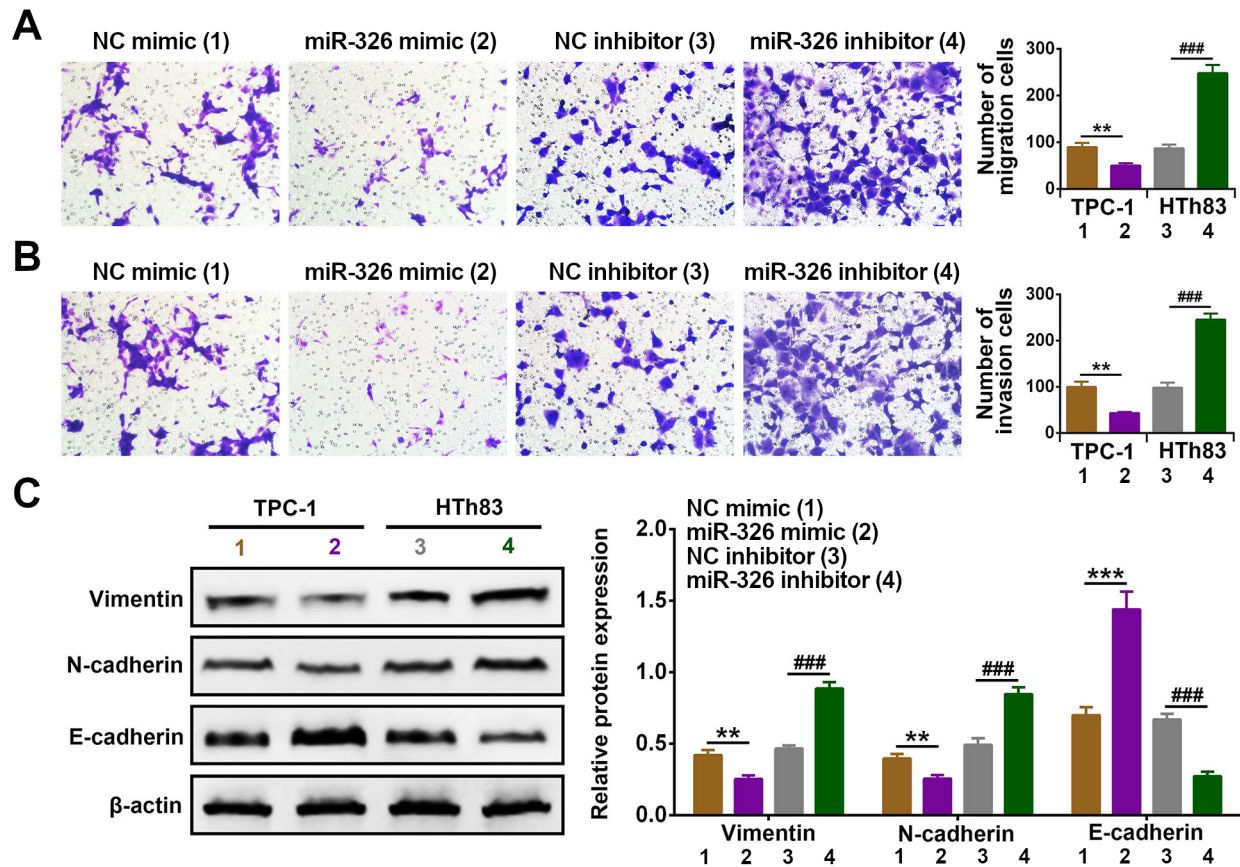 A
NC mimic (1)
miR-326 mimic (2)
NC inhibitor (3)
miR-326 inhibitor (4)
Number of
migration cells
300
200
100
0
**
###
TPC-1
HTh83
1 2 3 4
B
NC mimic (1)
miR-326 mimic (2)
NC inhibitor (3)
miR-326 inhibitor (4)
Number of
invasion cells
300
200
100
0
**
###
TPC-1
HTh83
1 2 3 4
C
TPC-1
HTh83
1 2 3 4
Vimentin
N-cadherin
E-cadherin
β-actin
NC mimic (1)
miR-326 mimic (2)
NC inhibitor (3)
miR-326 inhibitor (4)
Relative protein expression
2.0
1.5
1.0
0.5
0.0
**
###
**
###
***
###
Vimentin
N-cadherin
E-cadherin
1 2 3 4 1 2 3 4 1 2 3 4